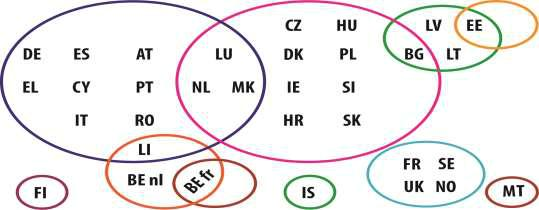 CZ HU
LV EE
DE ES AT LU DK PL BG LT
EL CY PT NL MK IE SI
IT RO HR SK
LI
BE nl BE fr
FR SE
UK NO
FI IS MT